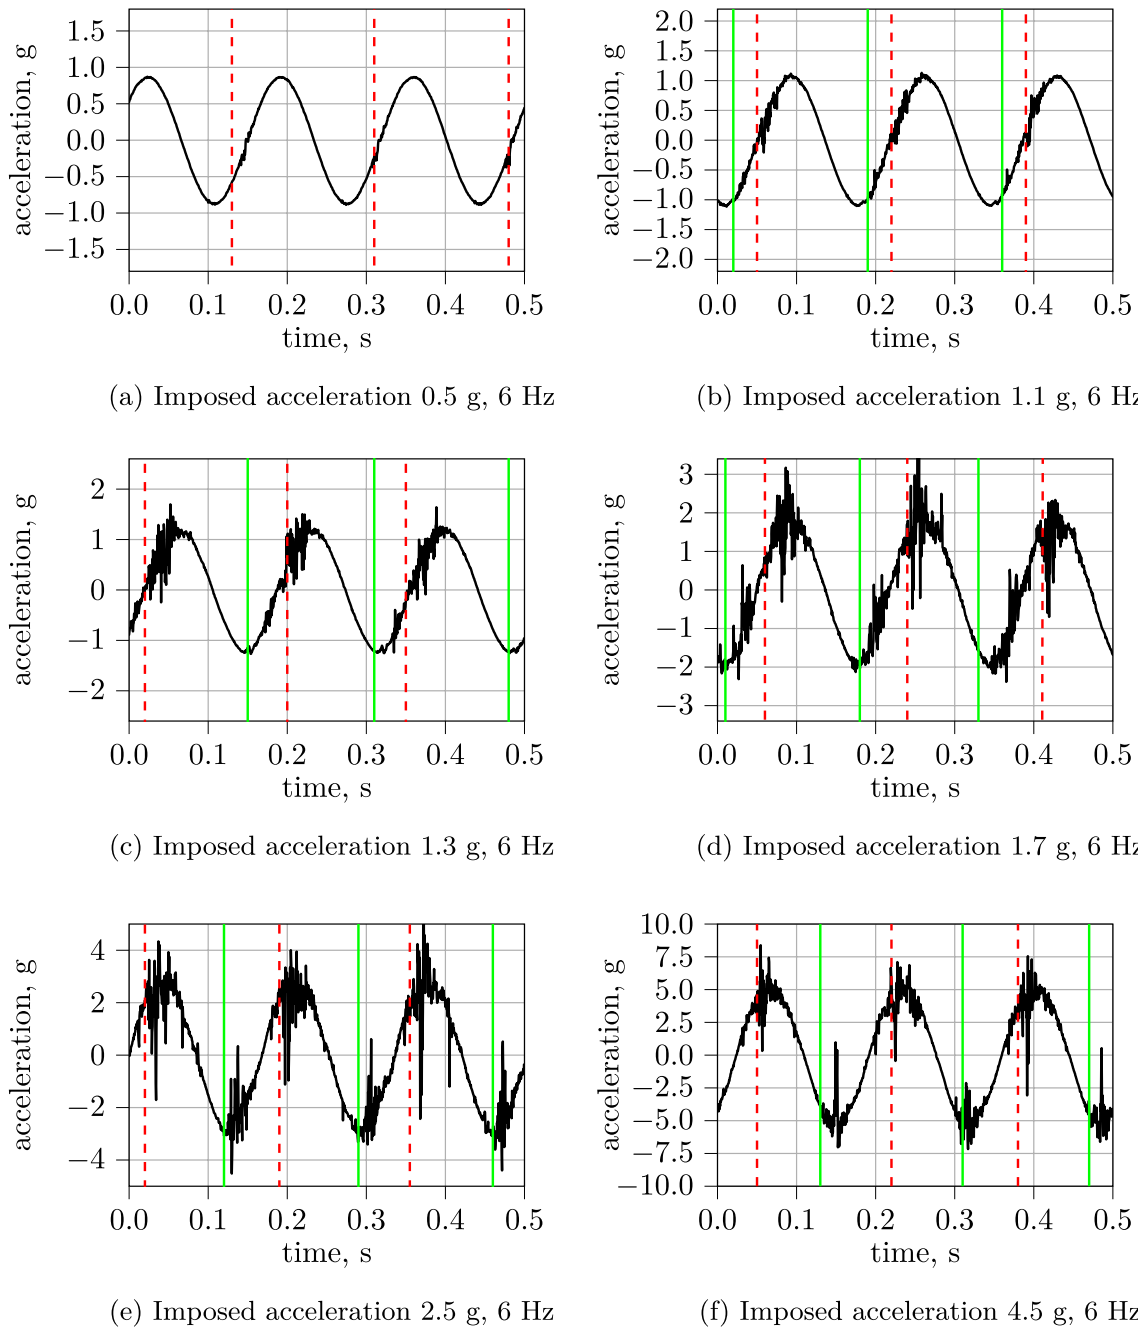 acceleration, g
1.5
1.0
0.5
0.0
−0.5
−1.0
−1.5
0.0 0.1 0.2 0.3 0.4 0.5
time, s
(a) Imposed acceleration 0.5 g, 6 Hz
acceleration, g
2.0
1.5
1.0
0.5
0.0
−0.5
−1.0
−1.5
−2.0
0.0 0.1 0.2 0.3 0.4 0.5
time, s
(b) Imposed acceleration 1.1 g, 6 Hz
acceleration, g
2
1
0
−1
−2
0.0 0.1 0.2 0.3 0.4 0.5
time, s
(c) Imposed acceleration 1.3 g, 6 Hz
acceleration, g
3
2
1
0
−1
−2
−3
0.0 0.1 0.2 0.3 0.4 0.5
time, s
(d) Imposed acceleration 1.7 g, 6 Hz
acceleration, g
4
2
0
−2
−4
0.0 0.1 0.2 0.3 0.4 0.5
time, s
(e) Imposed acceleration 2.5 g, 6 Hz
acceleration, g
10.0
7.5
5.0
2.5
0.0
−2.5
−5.0
−7.5
−10.0
0.0 0.1 0.2 0.3 0.4 0.5
time, s
(f) Imposed acceleration 4.5 g, 6 Hz